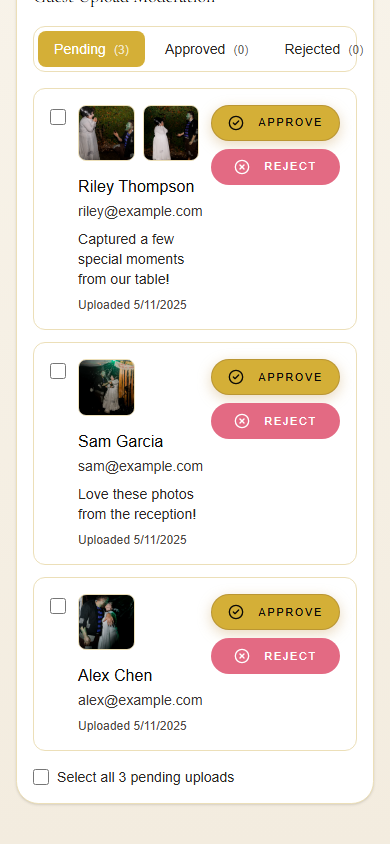 Guest Upload Moderation
Pending (3) Approved (0) Rejected (0)
APPROVE
REJECT
Riley Thompson
riley@example.com
Captured a few
special moments
from our table!
Uploaded 5/11/2025
APPROVE
REJECT
Sam Garcia
sam@example.com
Love these photos
from the reception!
Uploaded 5/11/2025
APPROVE
REJECT
Alex Chen
alex@example.com
Uploaded 5/11/2025
Select all 3 pending uploads